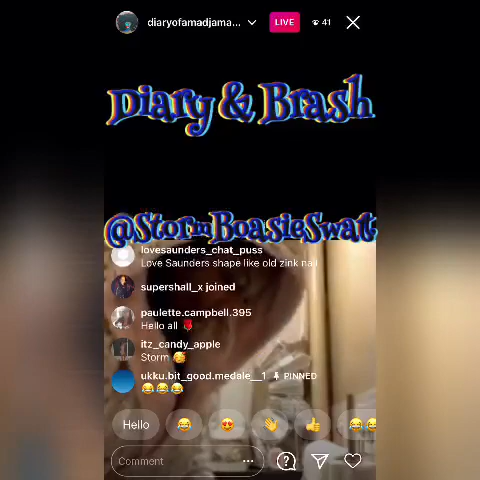 diaryofamadjama...
LIVE
41
Diary & Brash
@StormBoasieSwatt
lovesaunders_chat_puss
Love Saunders shape like old zink nail
supershall_x joined
paulette.campbell.395
Hello all 🌹
itz_candy_apple
Storm 🥳
ukku.bit_good.medale__1 PINNED
😂😂😂
Hello 😂 😍 👋 👍 😂😂
Comment